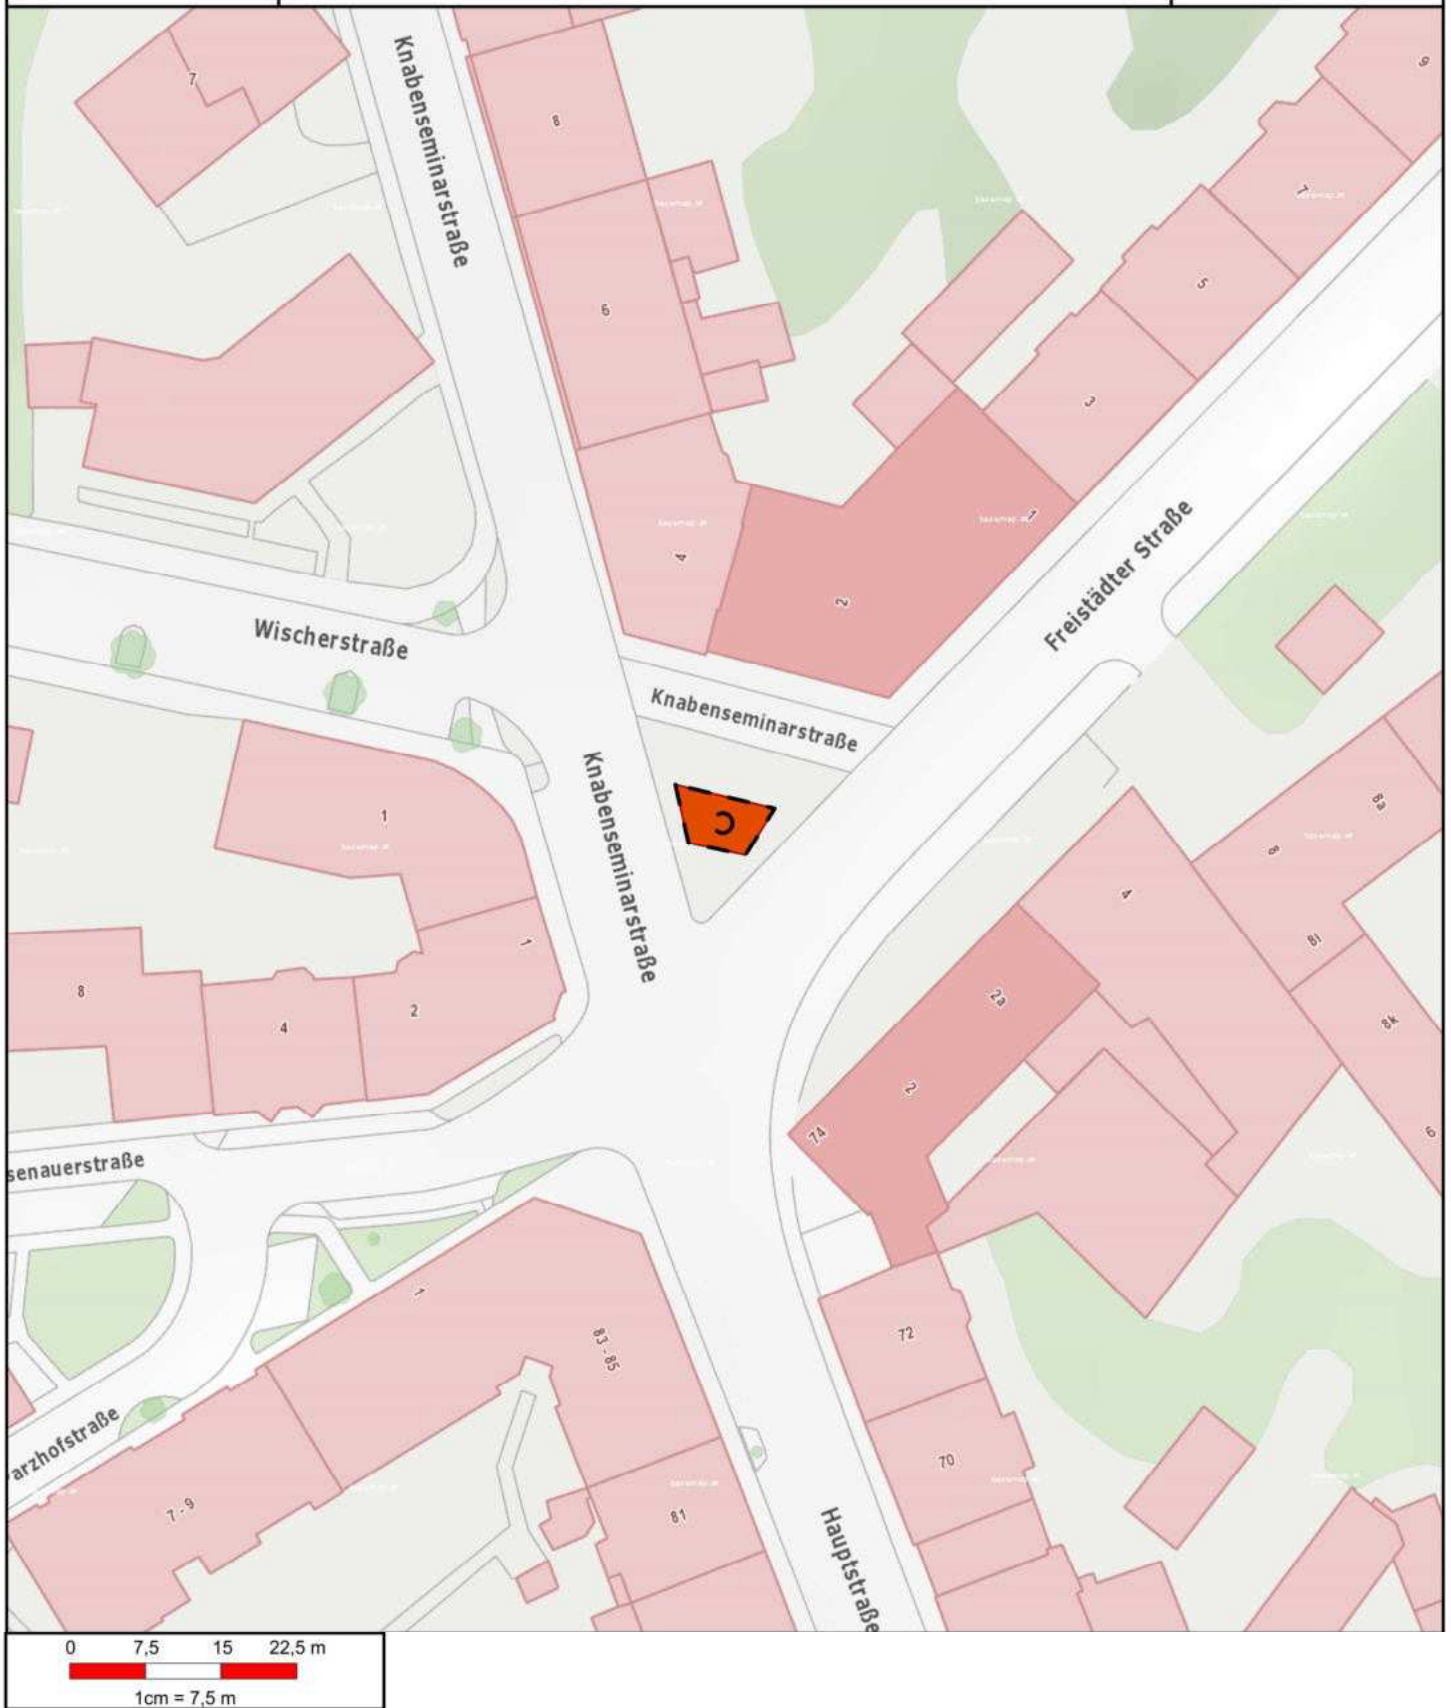 7
Knabenseminarstraße
8
6
4
2
1
3
5
7
9
Freistädter Straße
Wischerstraße
Knabenseminarstraße
Knabenseminarstraße
1
1
2
4
8
8a
8
8i
8k
6
4
2a
2
74
senauerstraße
arzhofstraße
1
83 - 85
7 - 9
81
72
70
Hauptstraße
0 7,5 15 22,5 m
1cm = 7,5 m